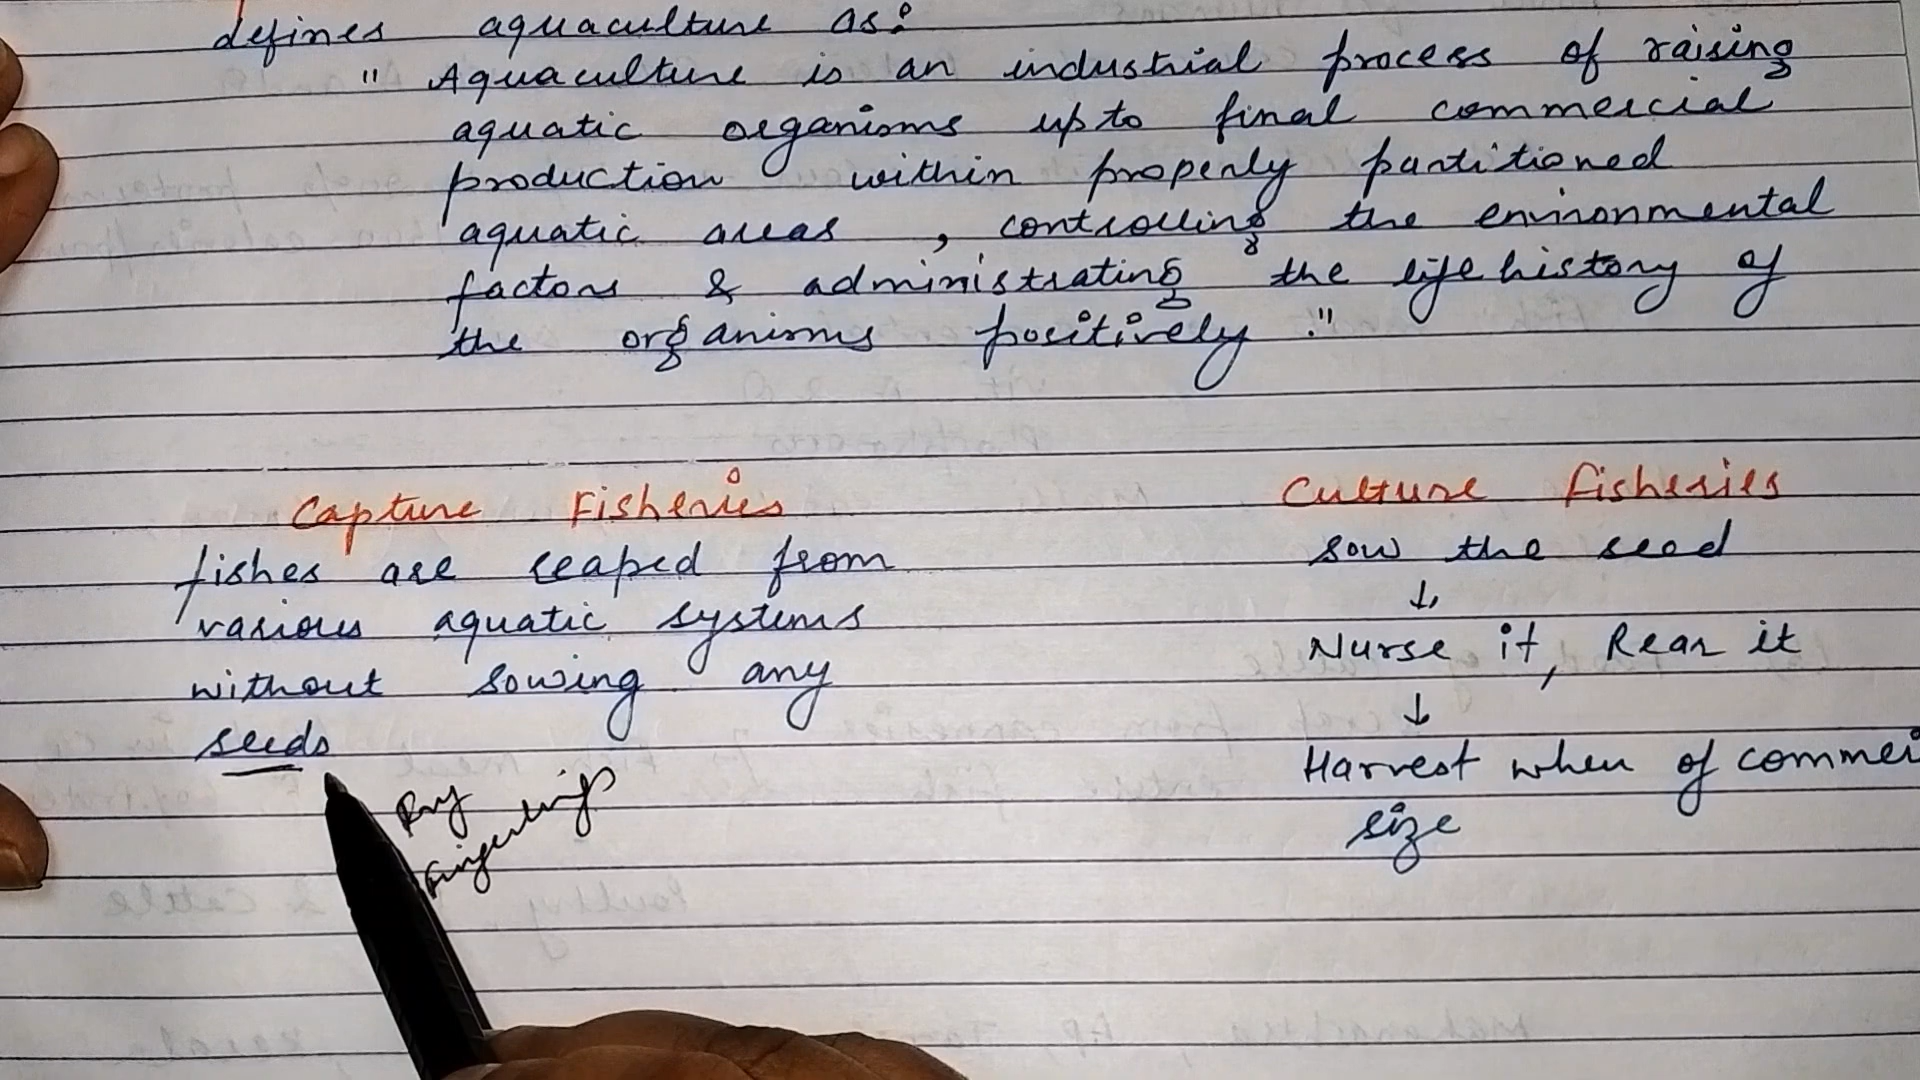 defines aquaculture as:
" Aquaculture is an industrial process of raising
aquatic organisms upto final commercial
production within properly partitioned
aquatic areas, controlling the environmental
factors & administrating the life history of
the organisms positively."
Capture Fisheries
fishes are reaped from
various aquatic systems
without sowing any
seeds
Fry
Fingerlings
Culture fisheries
sow the seed
↓
Nurse it, Rear it
↓
Harvest when of commer
size